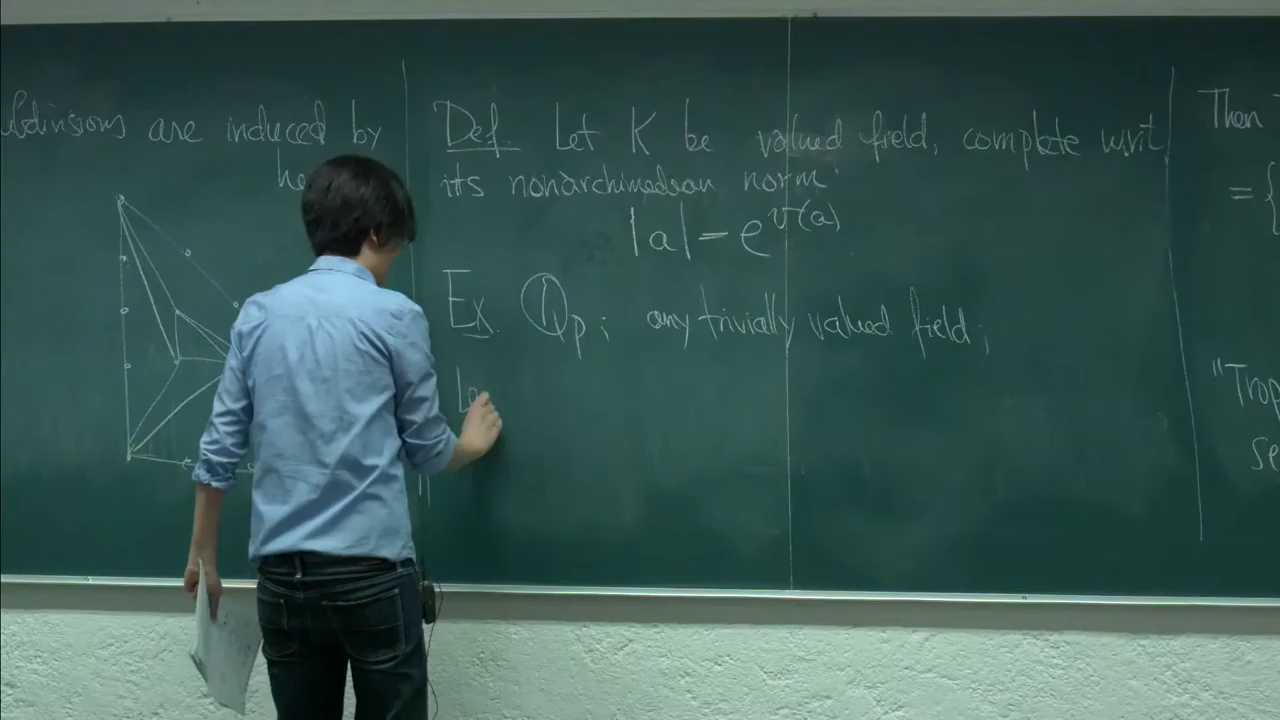 are induced by
he
Def. Let K be valued field, complete w.r.t.
its nonarchimedean norm
|a| = e^{v(a)}
Ex. ℚ_p; any trivially valued field;
Le
Then
= {
"Trop
se